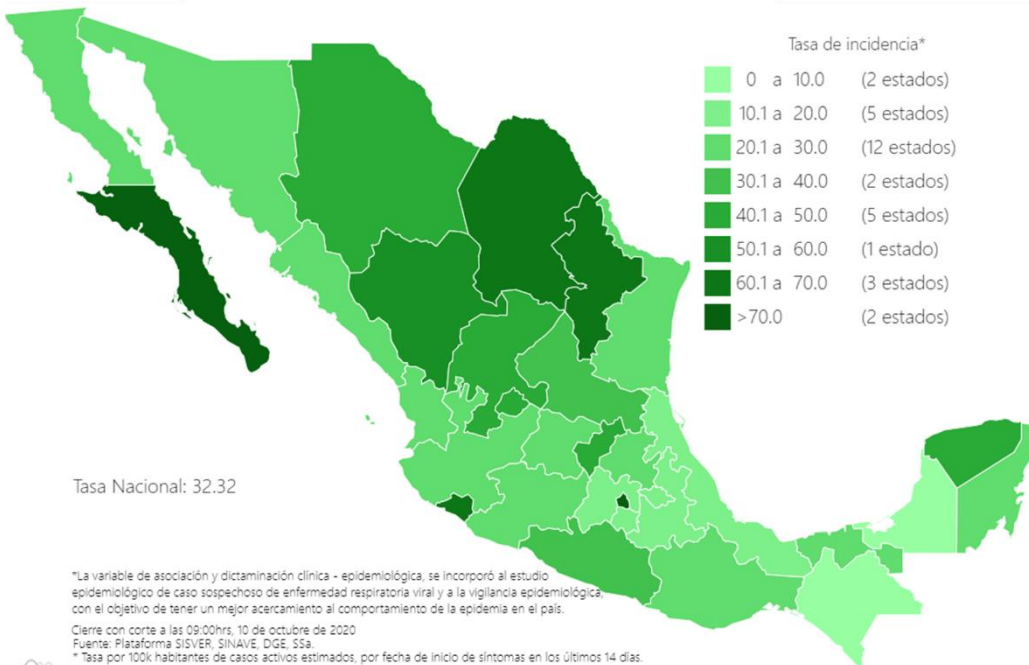 Tasa de incidencia*
0 a 10.0 (2 estados)
10.1 a 20.0 (5 estados)
20.1 a 30.0 (12 estados)
30.1 a 40.0 (2 estados)
40.1 a 50.0 (5 estados)
50.1 a 60.0 (1 estado)
60.1 a 70.0 (3 estados)
>70.0 (2 estados)
Tasa Nacional: 32.32
*La variable de asociación y dictaminación clínica - epidemiológica, se incorporó al estudio
epidemiológico de caso sospechoso de enfermedad respiratoria viral y a la vigilancia epidemiológica,
con el objetivo de tener un mejor acercamiento al comportamiento de la epidemia en el país.
Cierre con corte a las 09:00hrs, 10 de octubre de 2020
Fuente: Plataforma SISVER, SINAVE, DGE, SSa.
* Tasa por 100k habitantes de casos activos estimados, por fecha de inicio de síntomas en los últimos 14 días.